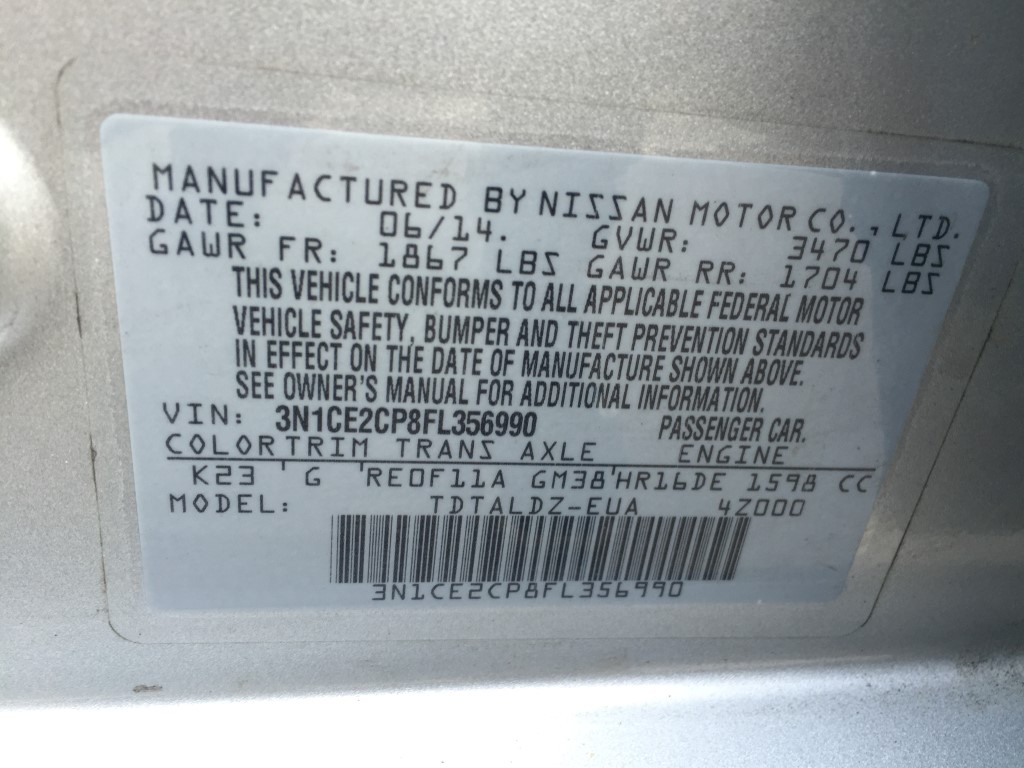 MANUFACTURED BY NISSAN MOTOR CO., LTD.
DATE: 06/14. GVWR: 3470 LBS
GAWR FR: 1867 LBS GAWR RR: 1704 LBS
THIS VEHICLE CONFORMS TO ALL APPLICABLE FEDERAL MOTOR
VEHICLE SAFETY, BUMPER AND THEFT PREVENTION STANDARDS
IN EFFECT ON THE DATE OF MANUFACTURE SHOWN ABOVE.
SEE OWNER'S MANUAL FOR ADDITIONAL INFORMATION.
VIN: 3N1CE2CP8FL356990 PASSENGER CAR.
COLOR TRIM TRANS AXLE ENGINE
K23 ' G 'RE0F11A GM38'HR16DE 1598 CC
MODEL: TDTALDZ-EUA 4Z000
3N1CE2CP8FL356990